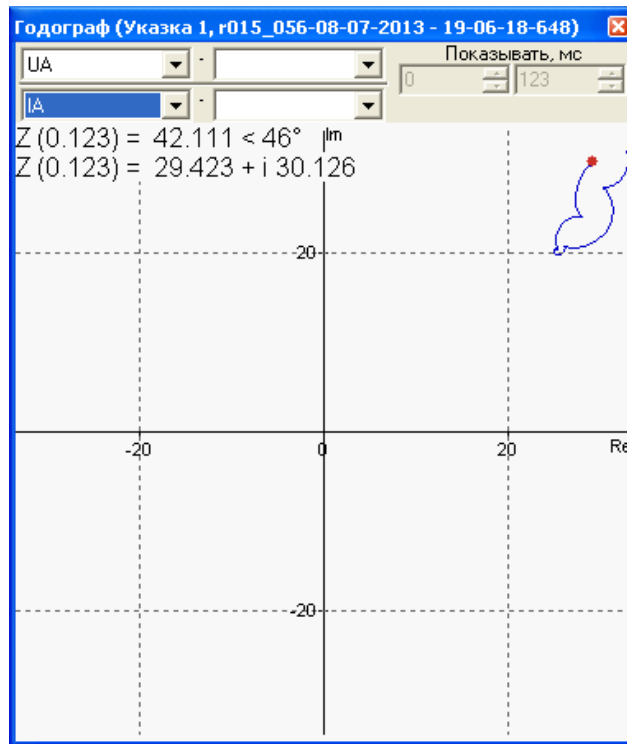 Годограф (Указка 1, r015_056-08-07-2013 - 19-06-18-648)
UA - Показывать, мс
0 123
IA -
Z (0.123) = 42.111 < 46° Im
Z (0.123) = 29.423 + i 30.126
20
-20 0 20 Re
-20